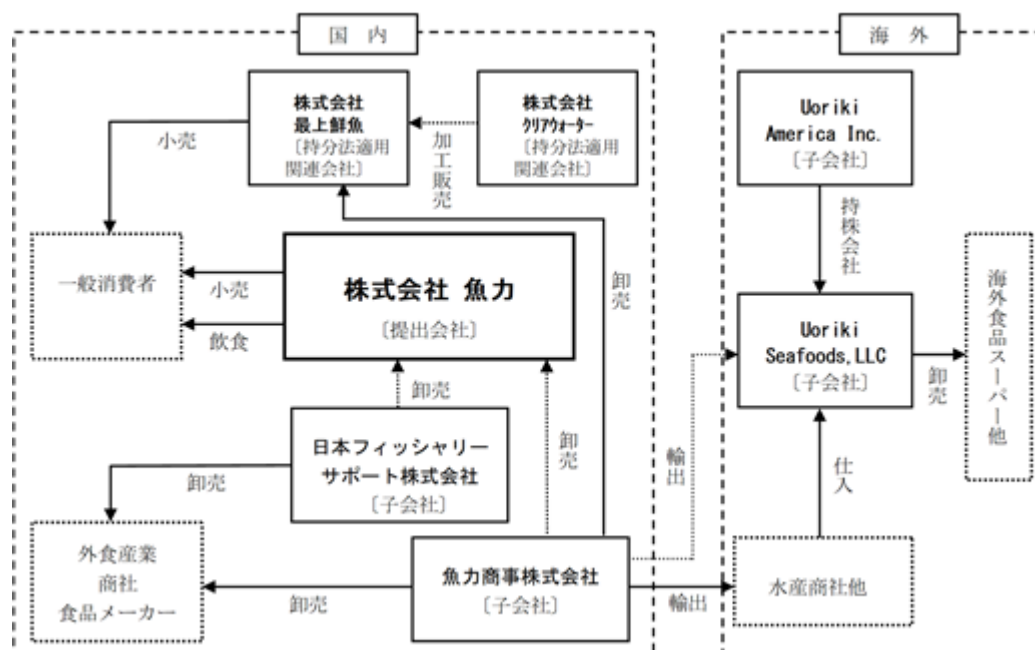 国 内
海 外
株式会社
最上鮮魚
〔持分法適用
関連会社〕
株式会社
ｸﾘｱｳｫｰﾀｰ
〔持分法適用
関連会社〕
Uoriki
America Inc.
〔子会社〕
小売
加工販売
持株会社
一般消費者
小売
飲食
株式会社 魚力
〔提出会社〕
卸売
Uoriki
Seafoods,LLC
〔子会社〕
卸売
海外食品スーパー他
卸売
日本フィッシャリー
サポート株式会社
〔子会社〕
卸売
卸売
輸出
仕入
外食産業
商社
食品メーカー
卸売
魚力商事株式会社
〔子会社〕
輸出
水産商社他